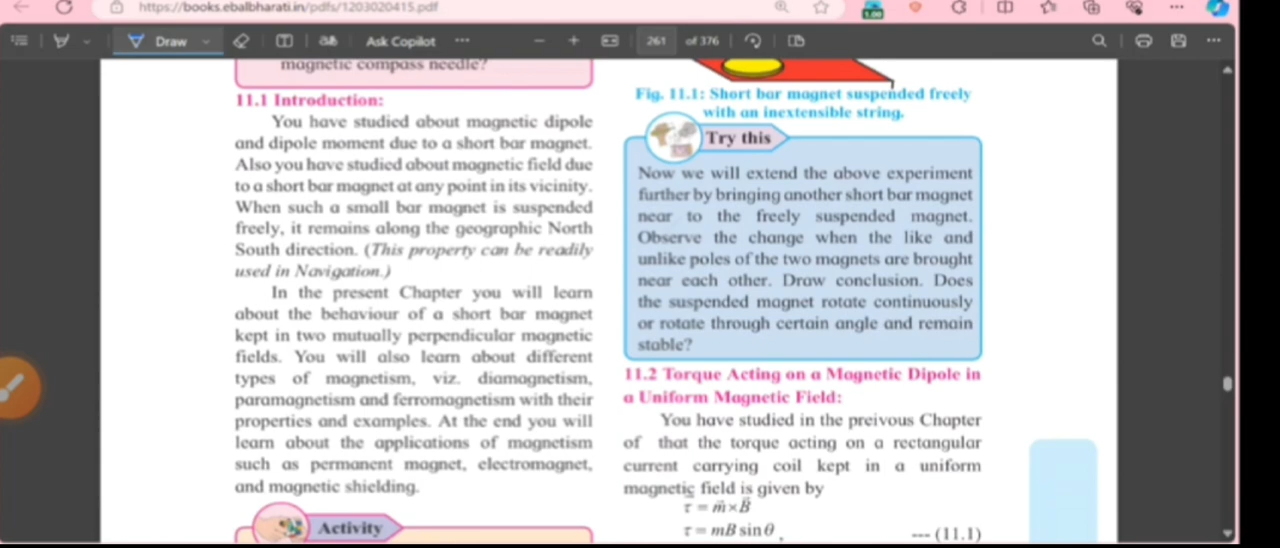 https://books.ebalbharati.in/pdfs/1203020415.pdf
1.00
Draw
Ask Copilot
261
of 376
magnetic compass needle?
11.1 Introduction:
You have studied about magnetic dipole
and dipole moment due to a short bar magnet.
Also you have studied about magnetic field due
to a short bar magnet at any point in its vicinity.
When such a small bar magnet is suspended
freely, it remains along the geographic North
South direction. (This property can be readily
used in Navigation.)
In the present Chapter you will learn
about the behaviour of a short bar magnet
kept in two mutually perpendicular magnetic
fields. You will also learn about different
types of magnetism, viz. diamagnetism,
paramagnetism and ferromagnetism with their
properties and examples. At the end you will
learn about the applications of magnetism
such as permanent magnet, electromagnet,
and magnetic shielding.
Activity
Fig. 11.1: Short bar magnet suspended freely
with an inextensible string.
Try this
Now we will extend the above experiment
further by bringing another short bar magnet
near to the freely suspended magnet.
Observe the change when the like and
unlike poles of the two magnets are brought
near each other. Draw conclusion. Does
the suspended magnet rotate continuously
or rotate through certain angle and remain
stable?
11.2 Torque Acting on a Magnetic Dipole in
a Uniform Magnetic Field:
You have studied in the preivous Chapter
of that the torque acting on a rectangular
current carrying coil kept in a uniform
magnetic field is given by
τ⃗ = m⃗ × B⃗
τ = mB sin θ , --- (11.1)